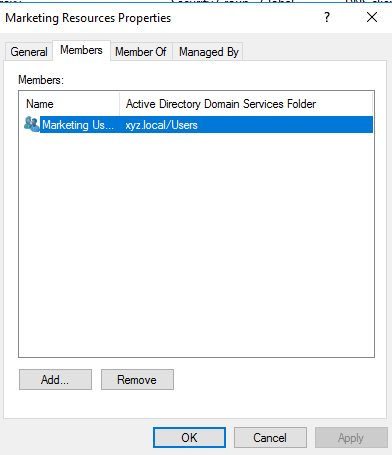 Marketing Resources Properties ? ×
General Members Member Of Managed By
Members:
Name Active Directory Domain Services Folder
Marketing Us... xyz.local/Users
Add... Remove
OK Cancel Apply